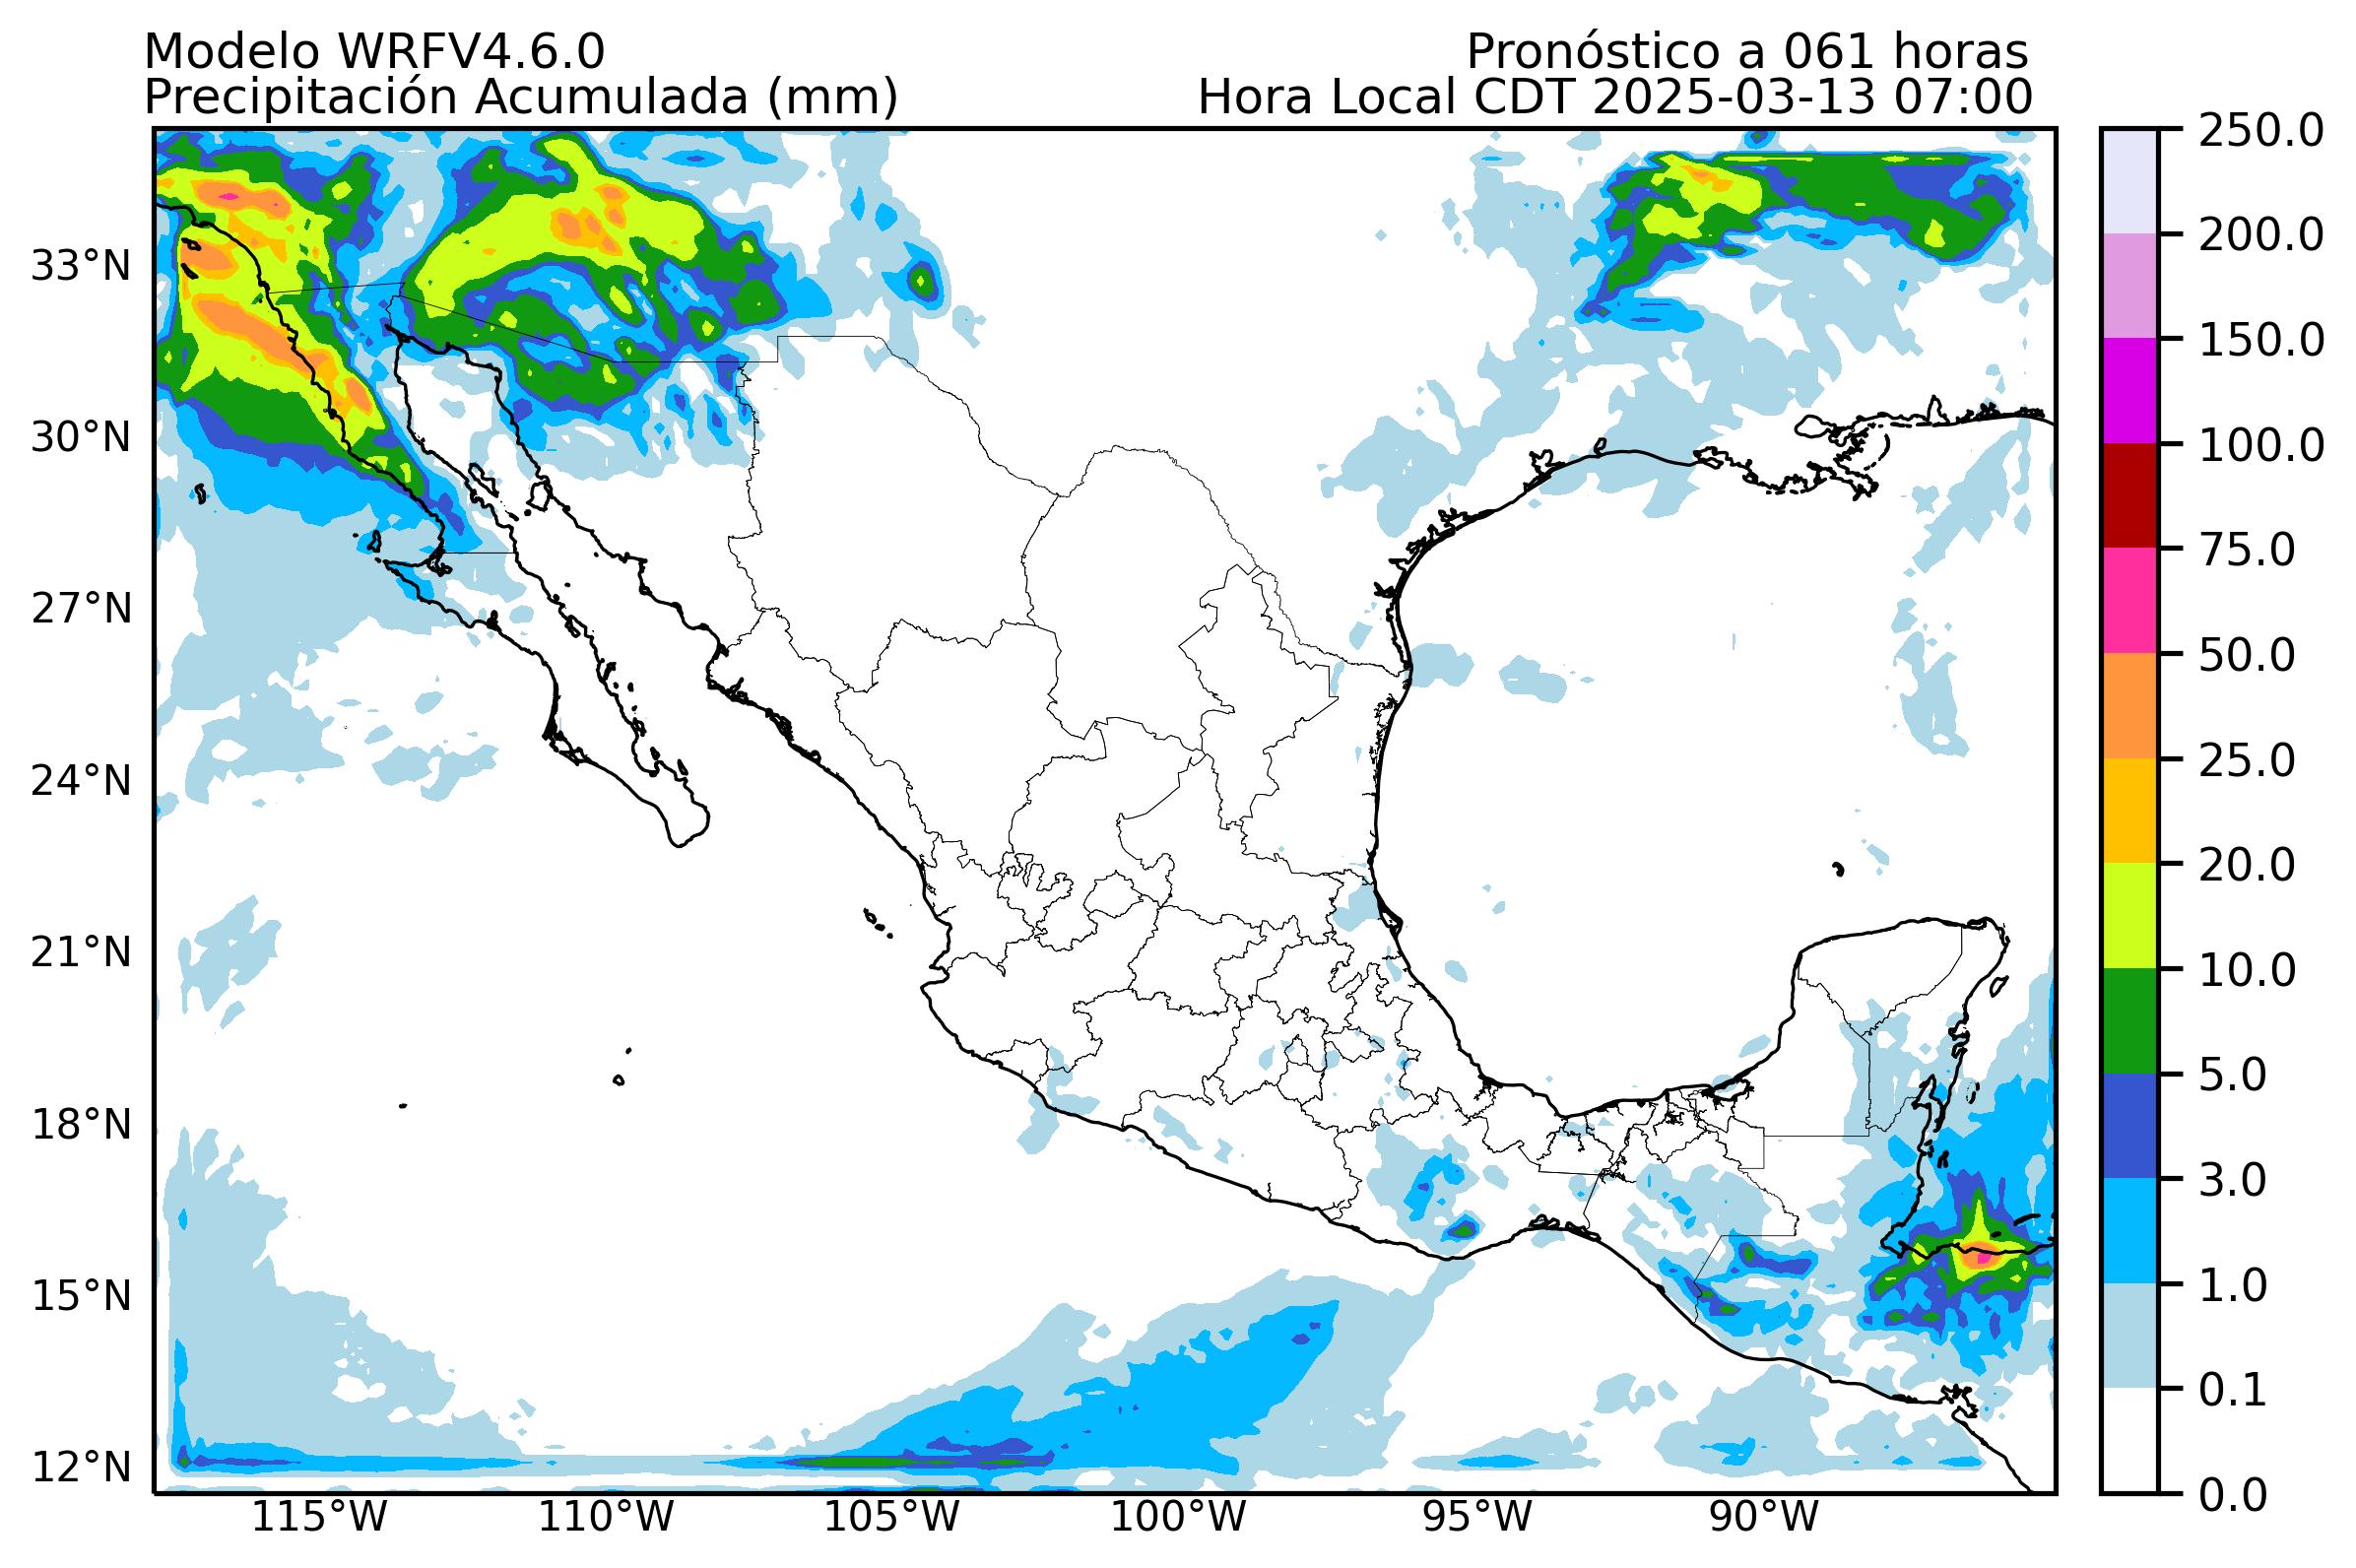 Modelo WRFV4.6.0
Pronóstico a 061 horas
Precipitación Acumulada (mm)
Hora Local CDT 2025-03-13 07:00
33°N
30°N
27°N
24°N
21°N
18°N
15°N
12°N
115°W
110°W
105°W
100°W
95°W
90°W
250.0
200.0
150.0
100.0
75.0
50.0
25.0
20.0
10.0
5.0
3.0
1.0
0.1
0.0